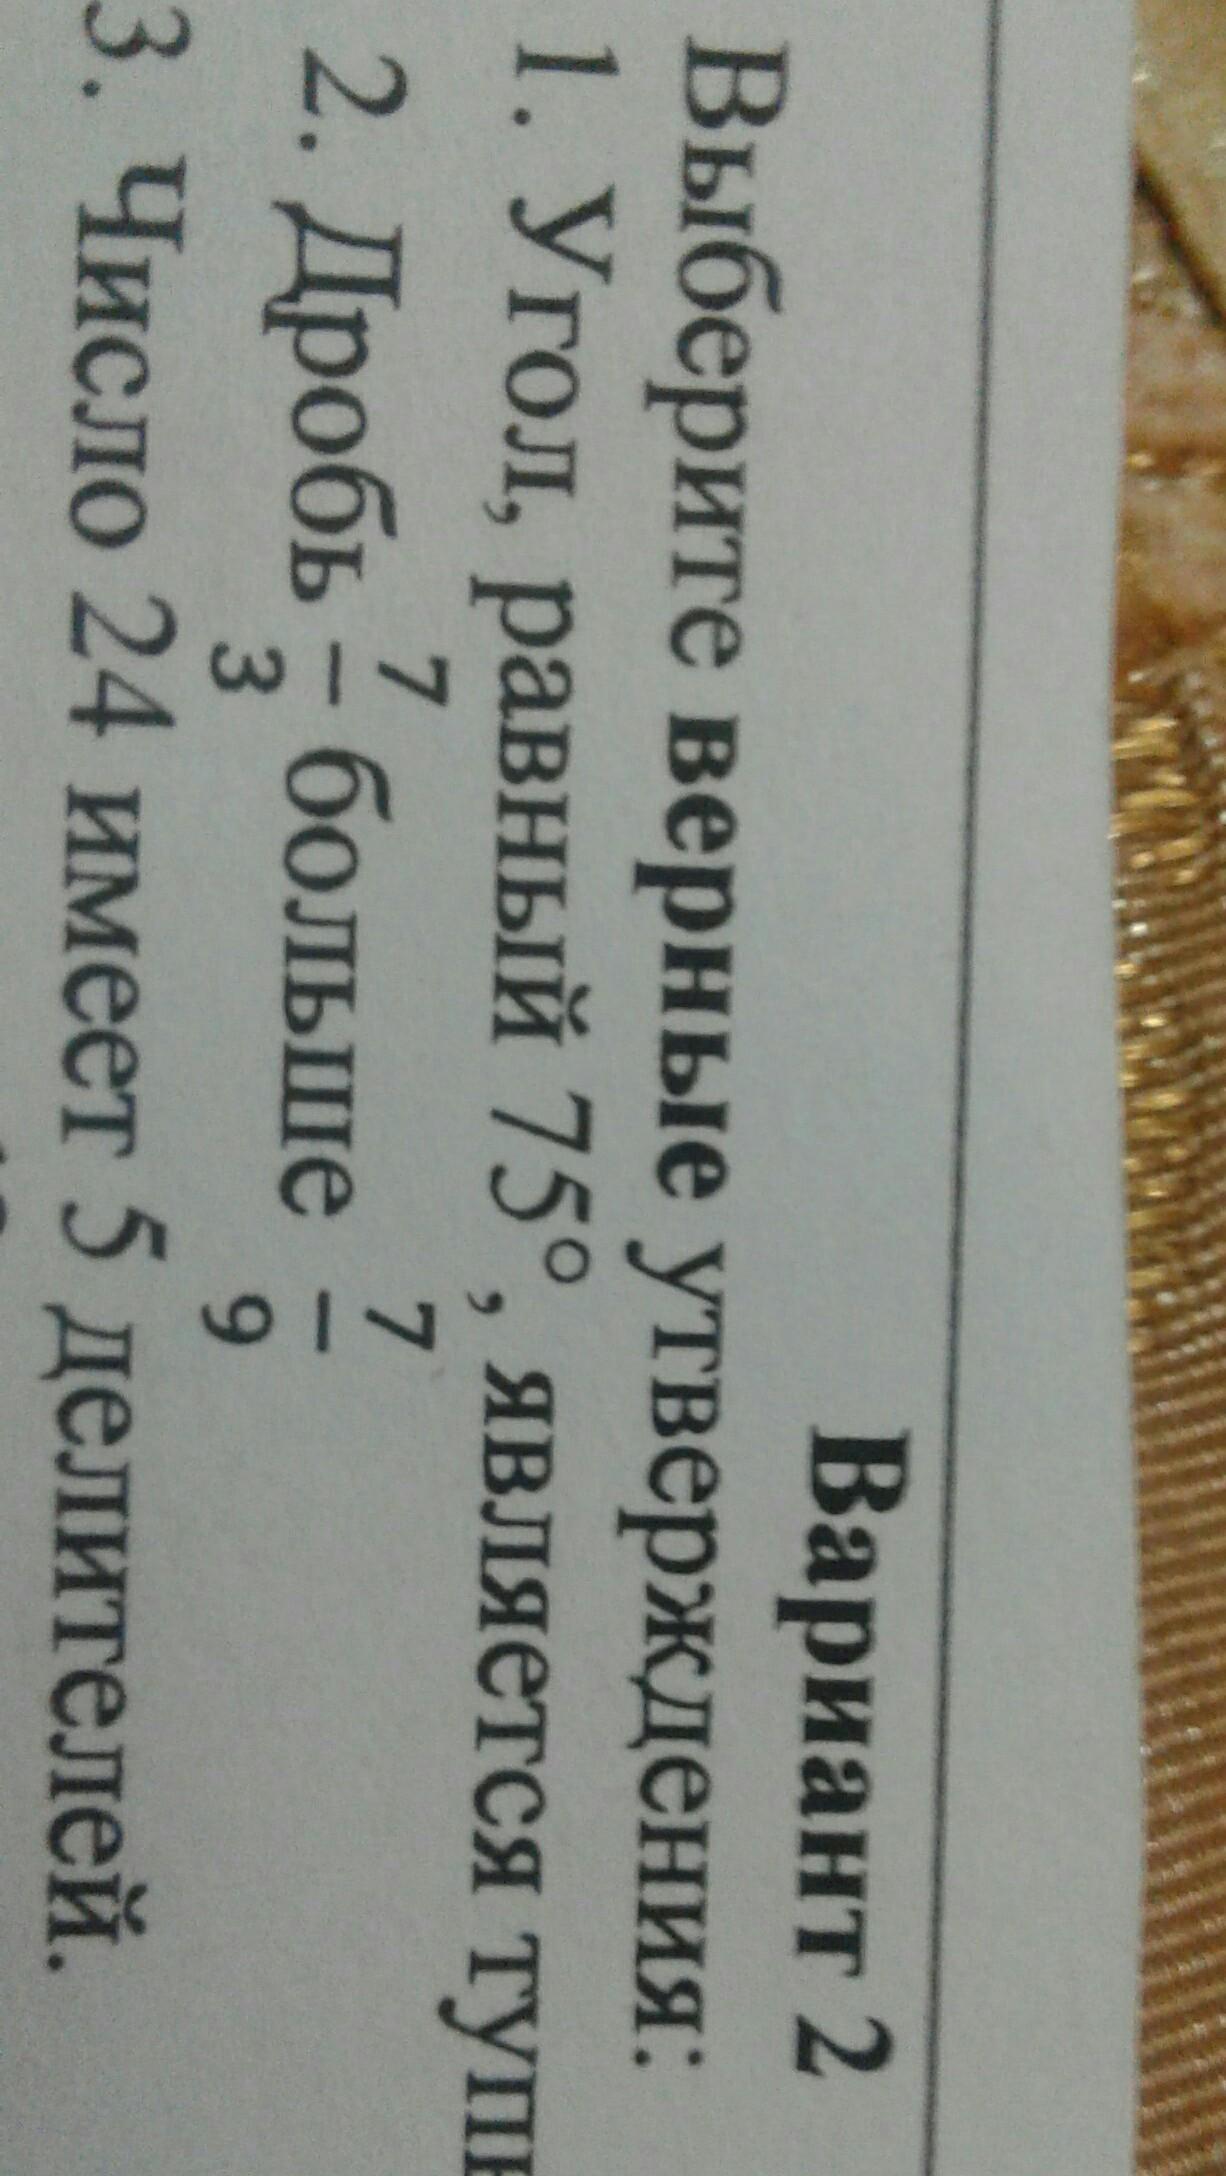 Вариант 2
Выберите верные утверждения:
1. Угол, равный 75°, является
2. Дробь 7/3 больше 7/9
3. Число 24 имеет 5 делителей.